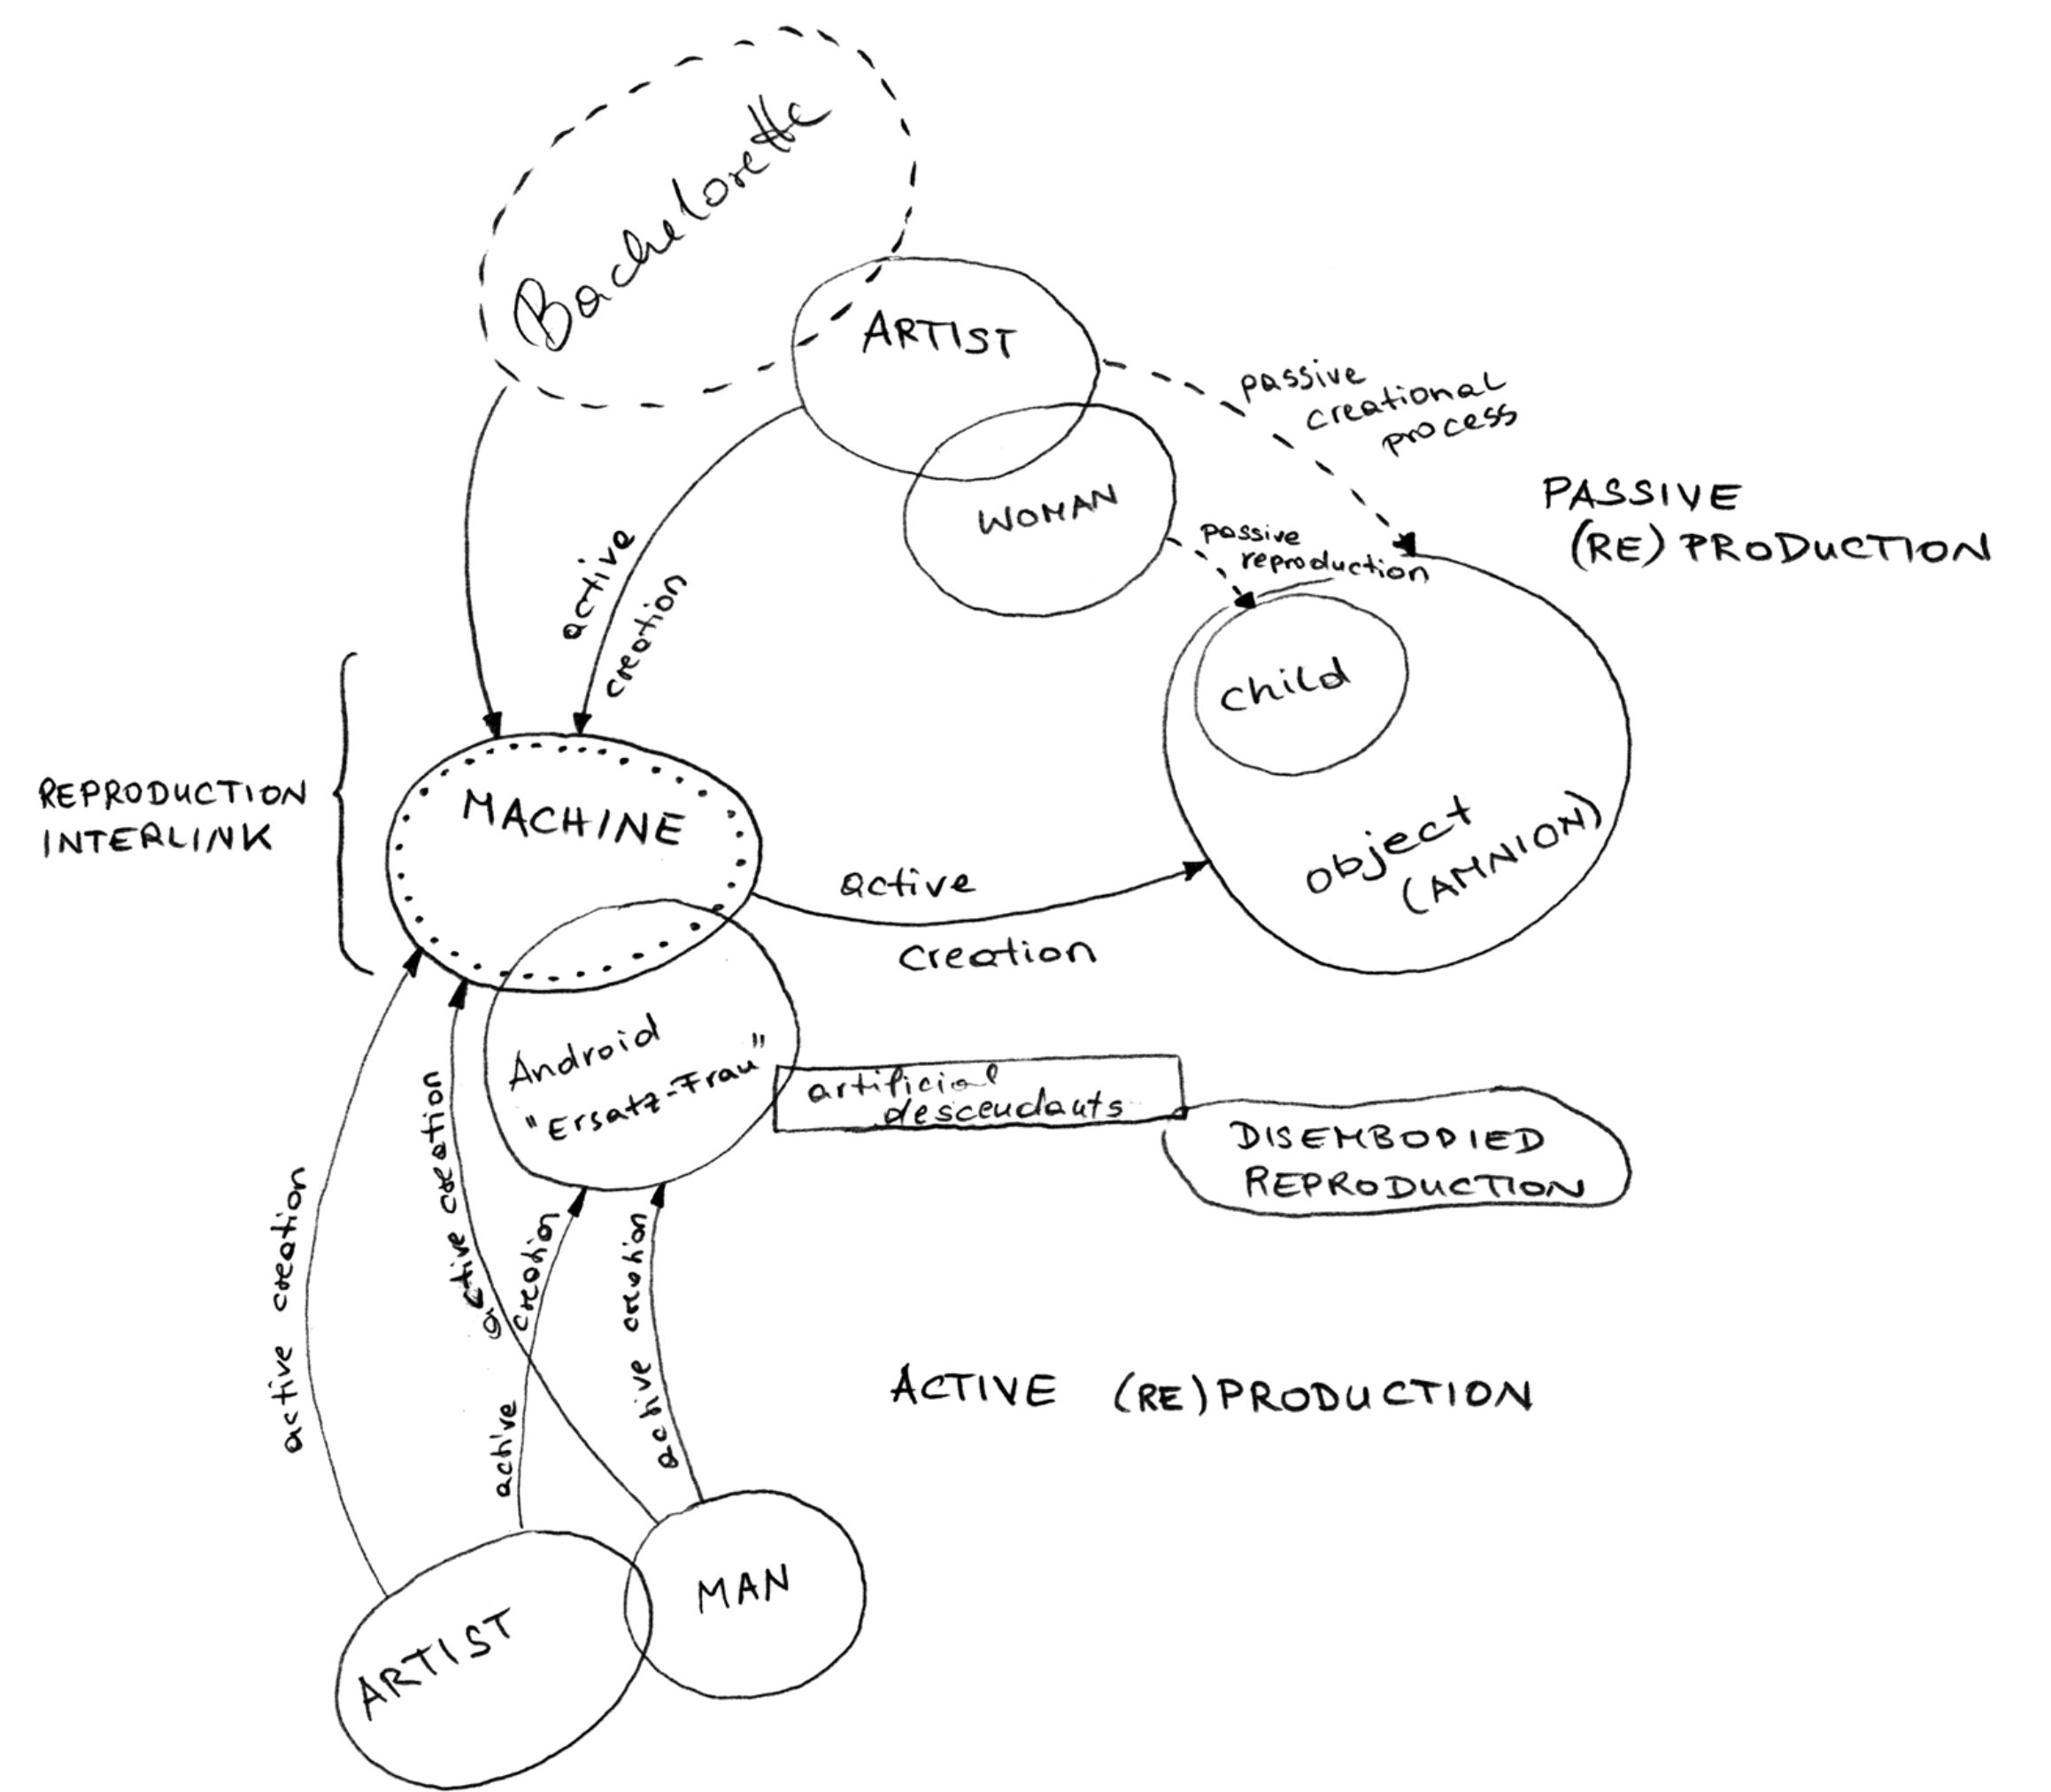 Bachelorette
ARTIST
passive
creational
process
WOMAN
PASSIVE
(RE) PRODUCTION
passive
reproduction
active
creation
child
REPRODUCTION
INTERLINK
MACHINE
object
(AMNION)
active
creation
Android
"Ersatz-Frau"
artificial
descendants
DISEMBODIED
REPRODUCTION
active creation
active creation
active creation
active creation
ACTIVE (RE)PRODUCTION
MAN
ARTIST